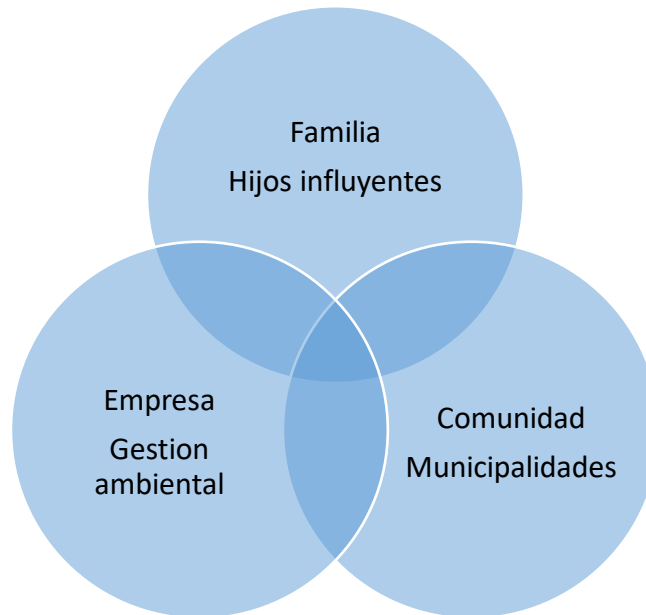 Familia
Hijos influyentes
Empresa
Gestion
ambiental
Comunidad
Municipalidades